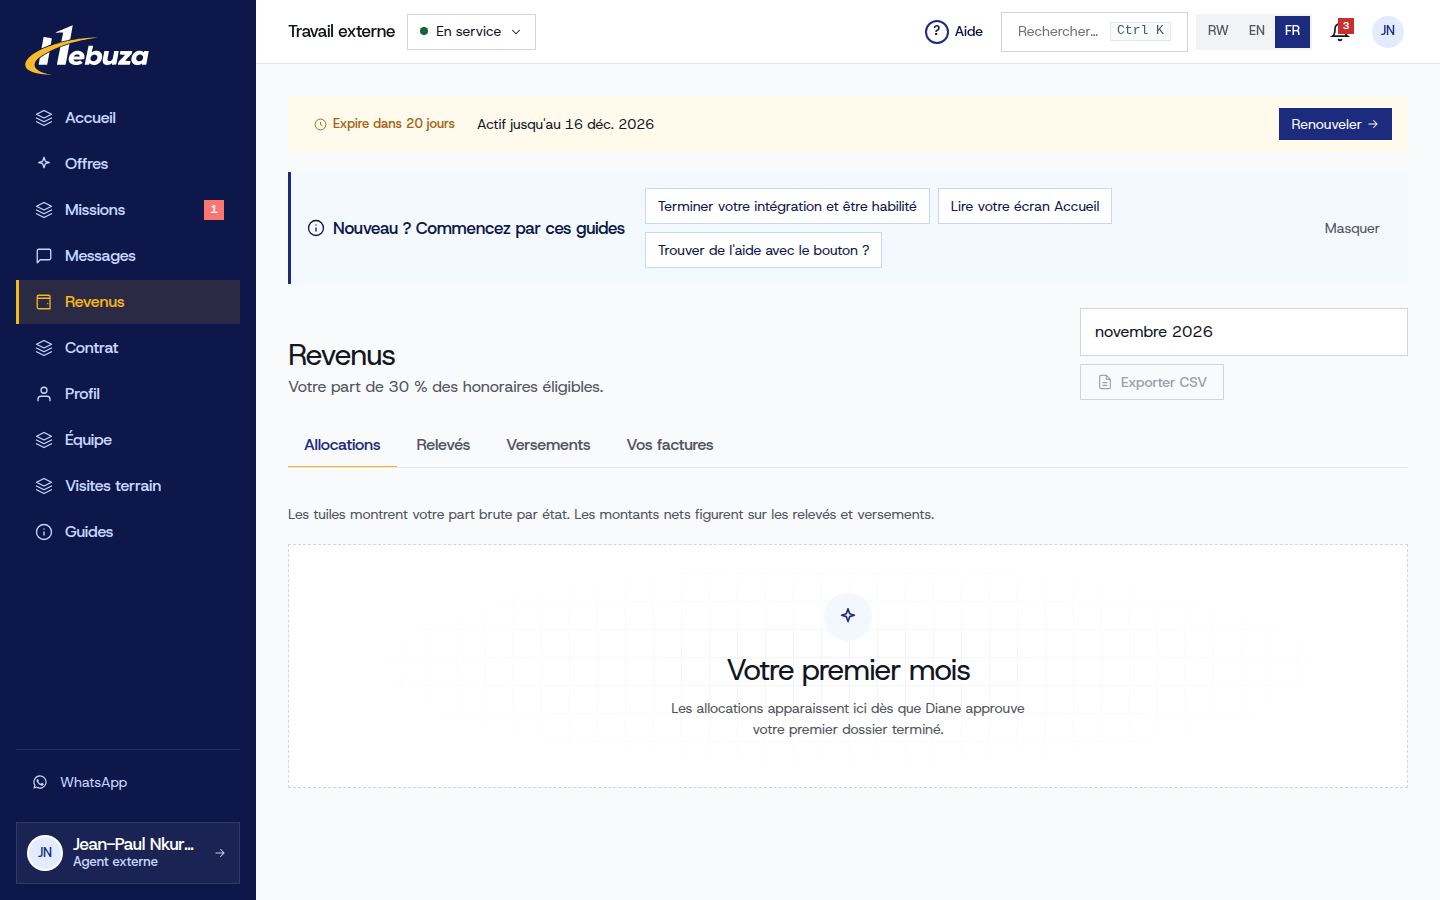 Hebuza
Accueil
Offres
Missions
1
Messages
Revenus
Contrat
Profil
Équipe
Visites terrain
Guides
WhatsApp
JN
Jean-Paul Nkur...
Agent externe
Travail externe
En service
? Aide
Rechercher...
Ctrl K
RW EN FR
3
JN
Expire dans 20 jours
Actif jusqu'au 16 déc. 2026
Renouveler
Nouveau ? Commencez par ces guides
Terminer votre intégration et être habilité
Lire votre écran Accueil
Trouver de l'aide avec le bouton ?
Masquer
novembre 2026
Revenus
Votre part de 30 % des honoraires éligibles.
Exporter CSV
Allocations
Relevés
Versements
Vos factures
Les tuiles montrent votre part brute par état. Les montants nets figurent sur les relevés et versements.
Votre premier mois
Les allocations apparaissent ici dès que Diane approuve
votre premier dossier terminé.